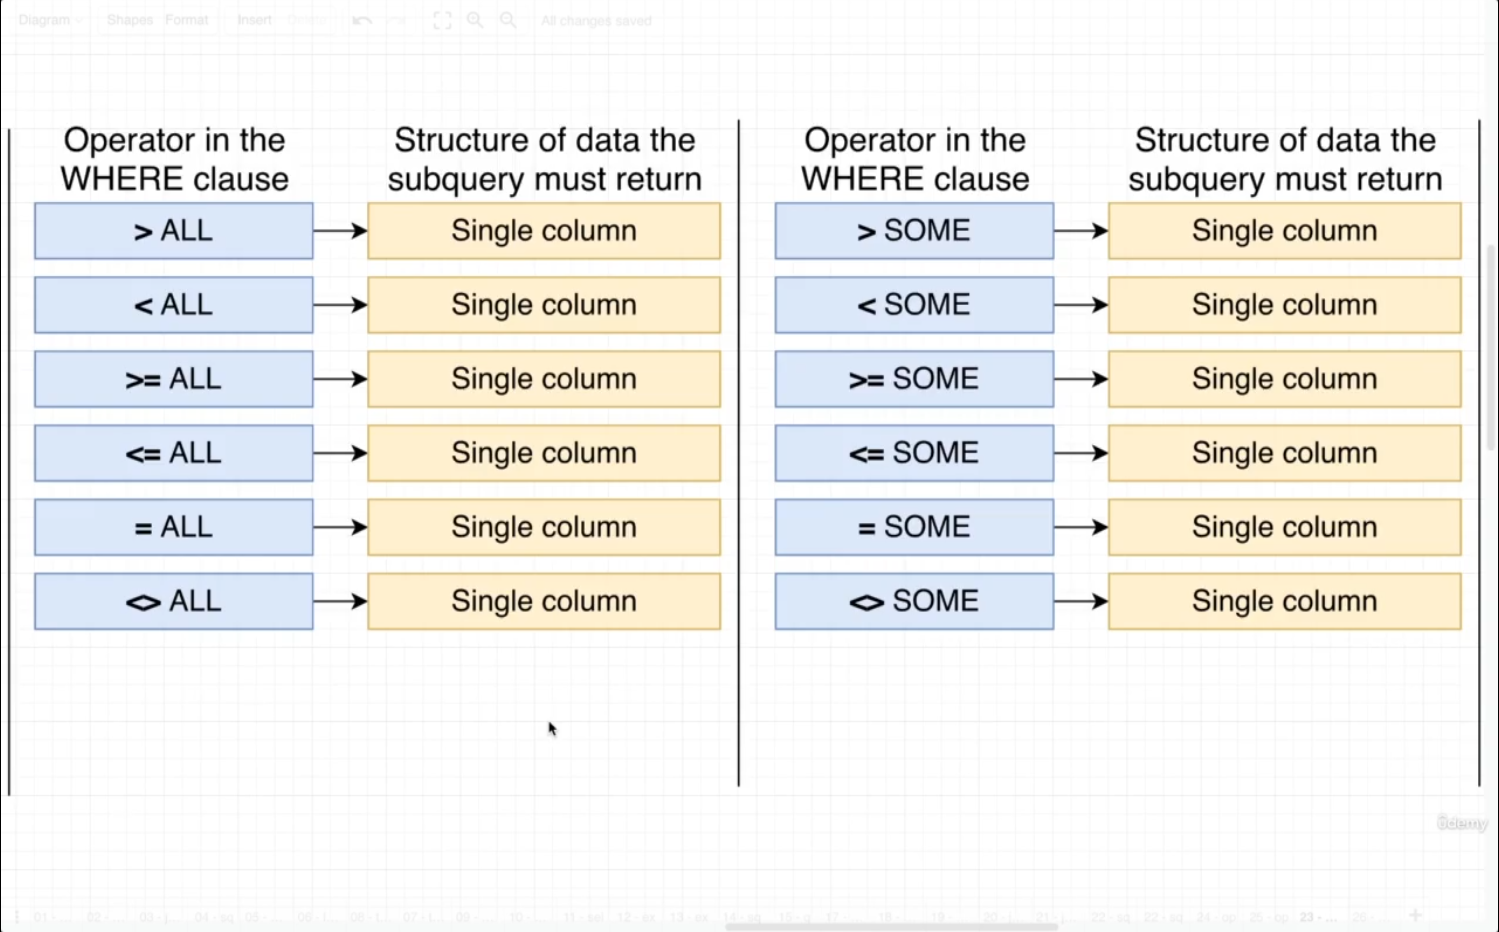 Diagram Shapes Format Insert All changes saved
Operator in the
WHERE clause
Structure of data the
subquery must return
> ALL
Single column
< ALL
Single column
>= ALL
Single column
<= ALL
Single column
= ALL
Single column
<> ALL
Single column
Operator in the
WHERE clause
Structure of data the
subquery must return
> SOME
Single column
< SOME
Single column
>= SOME
Single column
<= SOME
Single column
= SOME
Single column
<> SOME
Single column
ûdemy
23 - ...